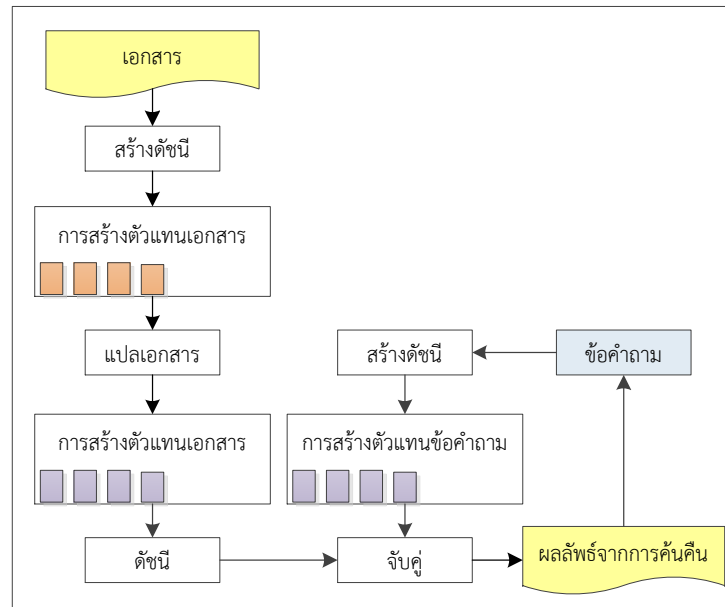 เอกสาร
สร้างดัชนี
การสร้างตัวแทนเอกสาร
แปลเอกสาร
สร้างดัชนี
ข้อคำถาม
การสร้างตัวแทนเอกสาร
การสร้างตัวแทนข้อคำถาม
ดัชนี
จับคู่
ผลลัพธ์จากการค้นคืน